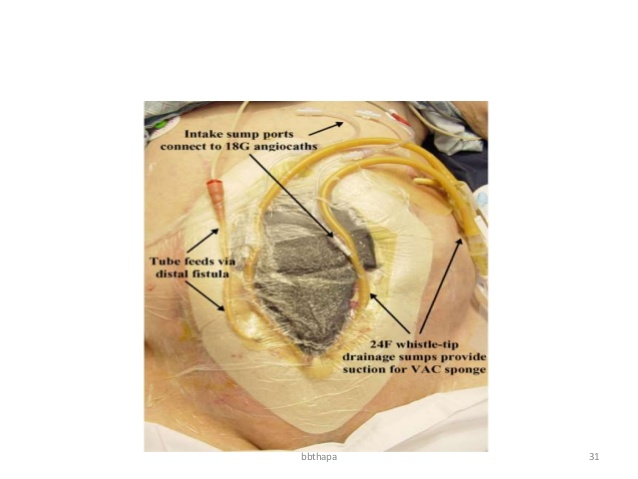 Intake sump ports
connect to 18G angiocaths
Tube feeds via
distal fistula
24F whistle-tip
drainage sumps provide
suction for VAC sponge
bbthapa
31